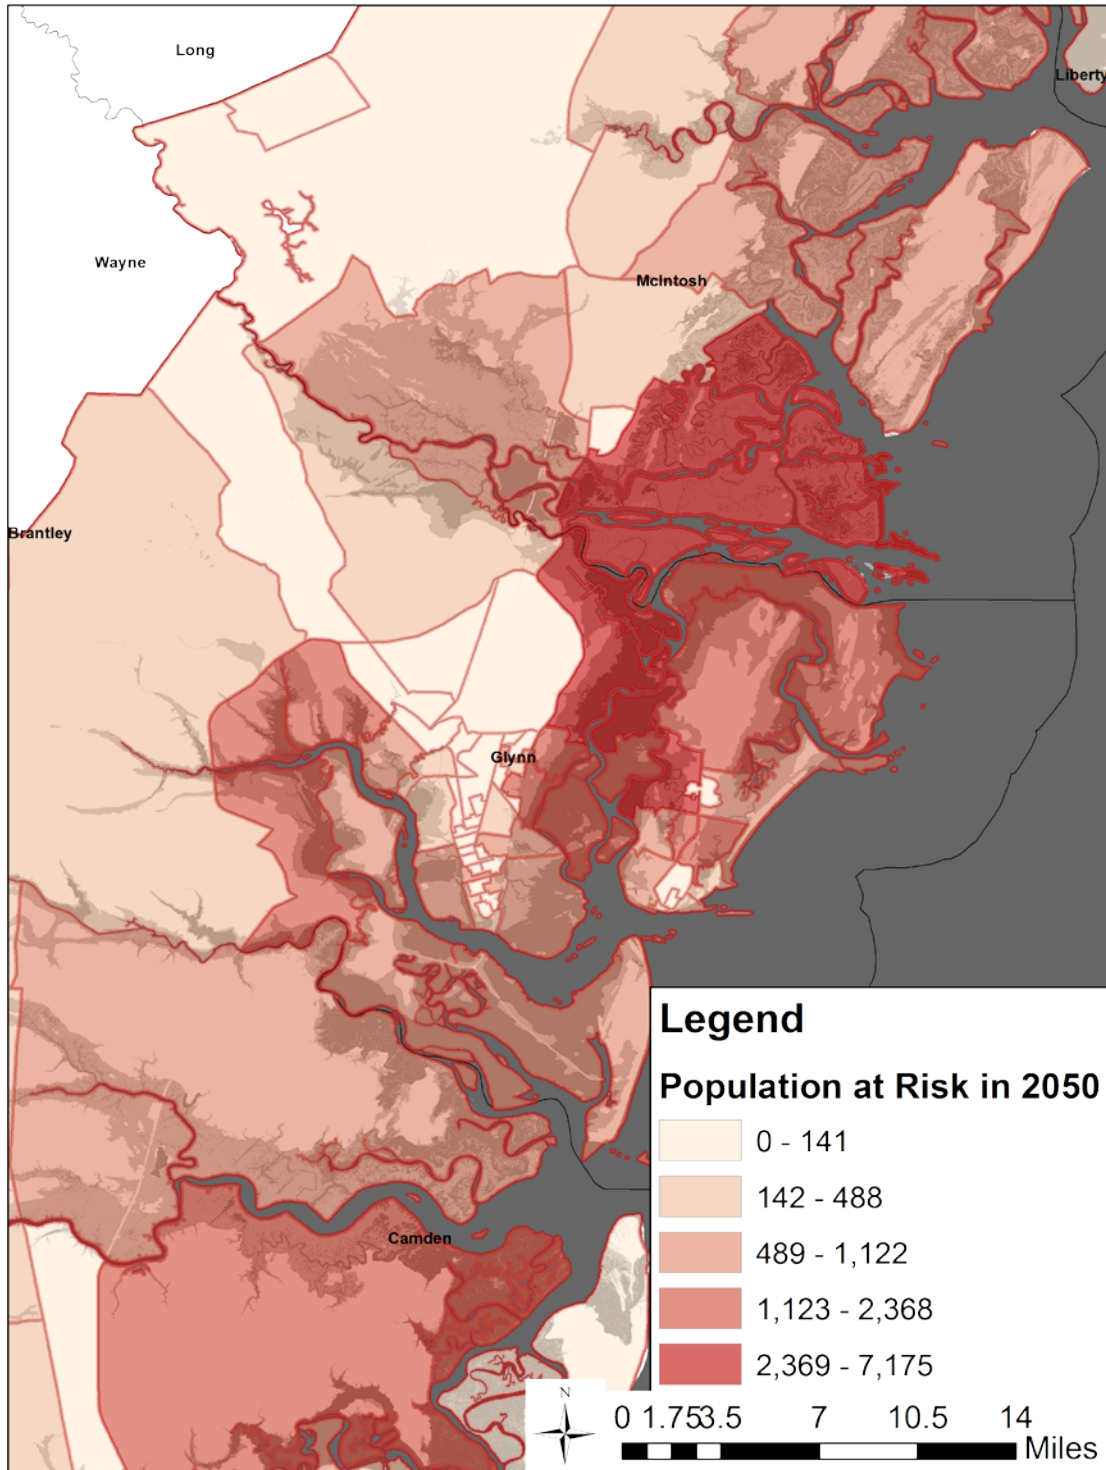 Long
Liberty
Wayne
McIntosh
Brantley
Glynn
Camden
Legend
Population at Risk in 2050
0 - 141
142 - 488
489 - 1,122
1,123 - 2,368
2,369 - 7,175
N
0 1.75 3.5 7 10.5 14
Miles